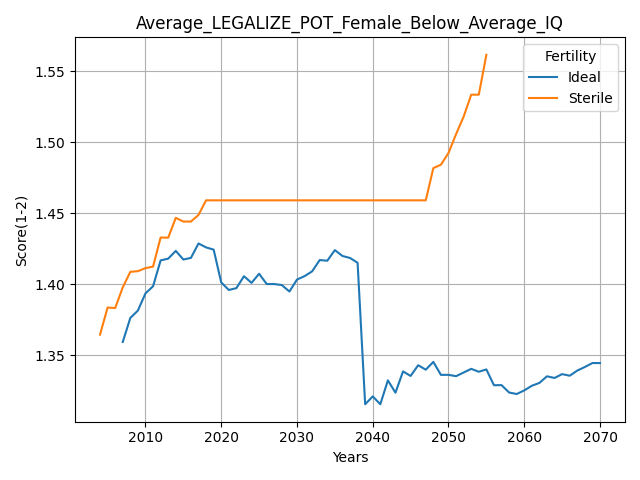 Average_LEGALIZE_POT_Female_Below_Average_IQ
Fertility
Ideal
Sterile
Score(1-2)
1.55
1.50
1.45
1.40
1.35
2010 2020 2030 2040 2050 2060 2070
Years